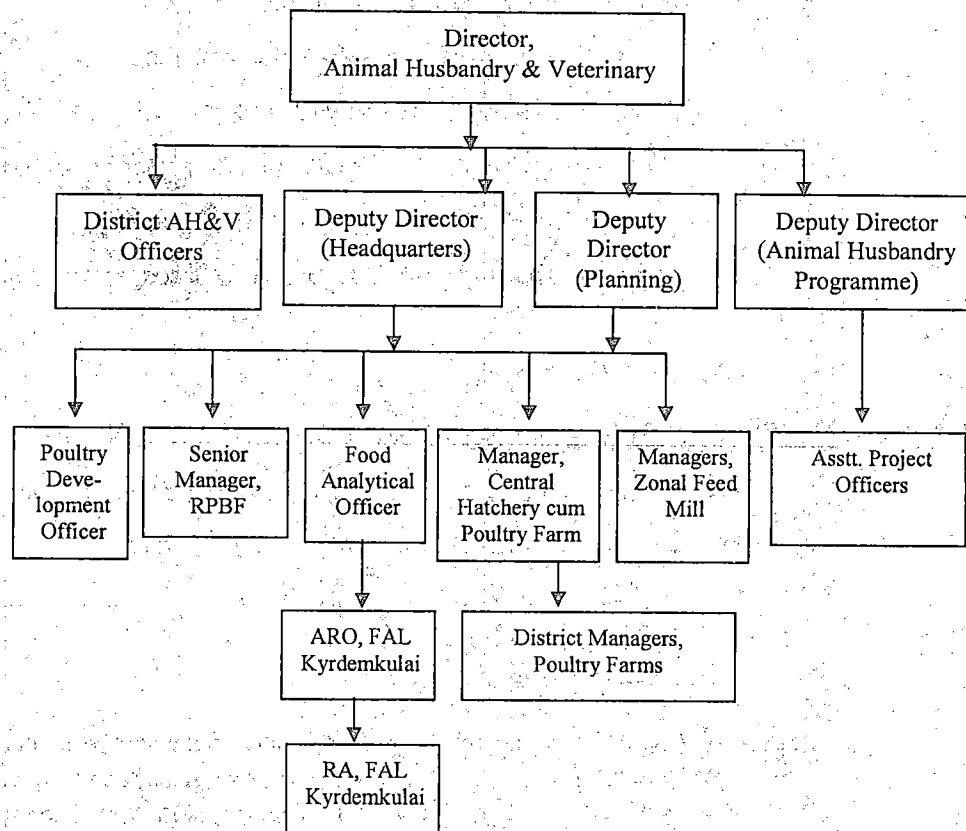 Director,
Animal Husbandry & Veterinary
District AH&V
Officers
Deputy Director
(Headquarters)
Deputy
Director
(Planning)
Deputy Director
(Animal Husbandry
Programme)
Poultry
Deve-
lopment
Officer
Senior
Manager,
RPBF
Food
Analytical
Officer
Manager,
Central
Hatchery cum
Poultry Farm
Managers,
Zonal Feed
Mill
Asstt. Project
Officers
ARO, FAL
Kyrdemkulai
District Managers,
Poultry Farms
RA, FAL
Kyrdemkulai